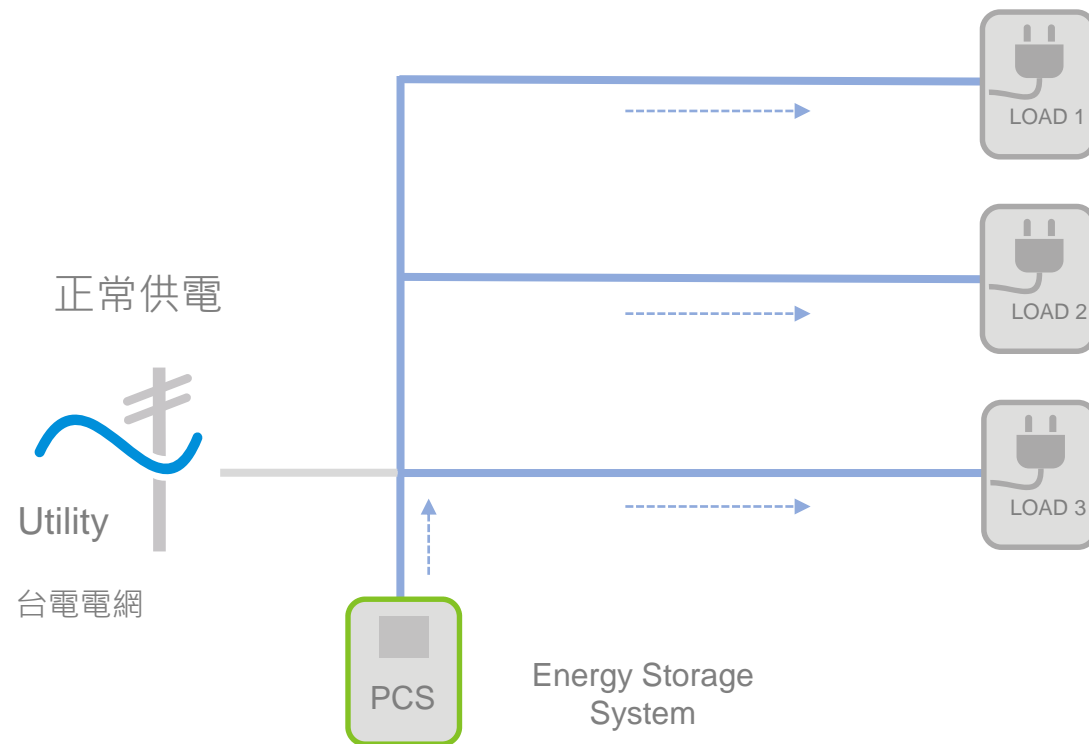 LOAD 1
LOAD 2
正常供電
LOAD 3
Utility
台電電網
PCS
Energy Storage
System